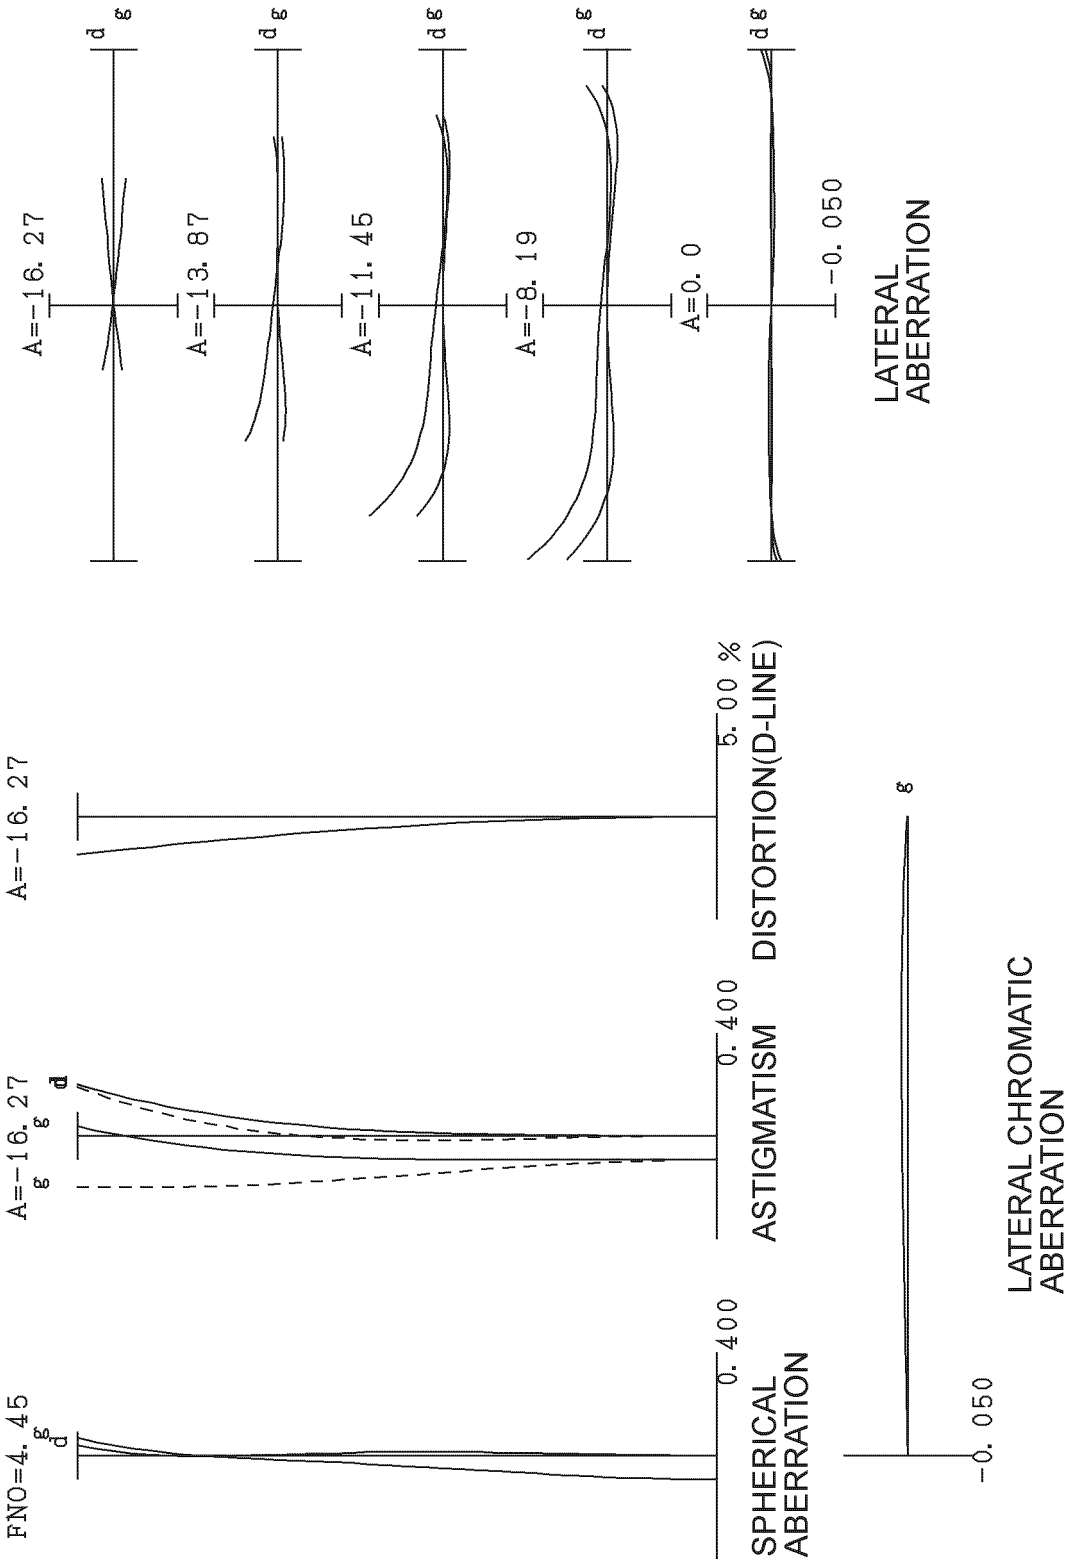 FNO=4. 45
g
d
0. 400
SPHERICAL
ABERRATION
A=-16. 27
g
g
d
0. 400
ASTIGMATISM
A=-16. 27
5. 00 %
DISTORTION(D-LINE)
g
-0. 050
LATERAL CHROMATIC
ABERRATION
A=-16. 27
d
g
A=-13. 87
d
g
A=-11. 45
d
g
A=-8. 19
d
g
A=0. 0
d
g
-0. 050
LATERAL
ABERRATION